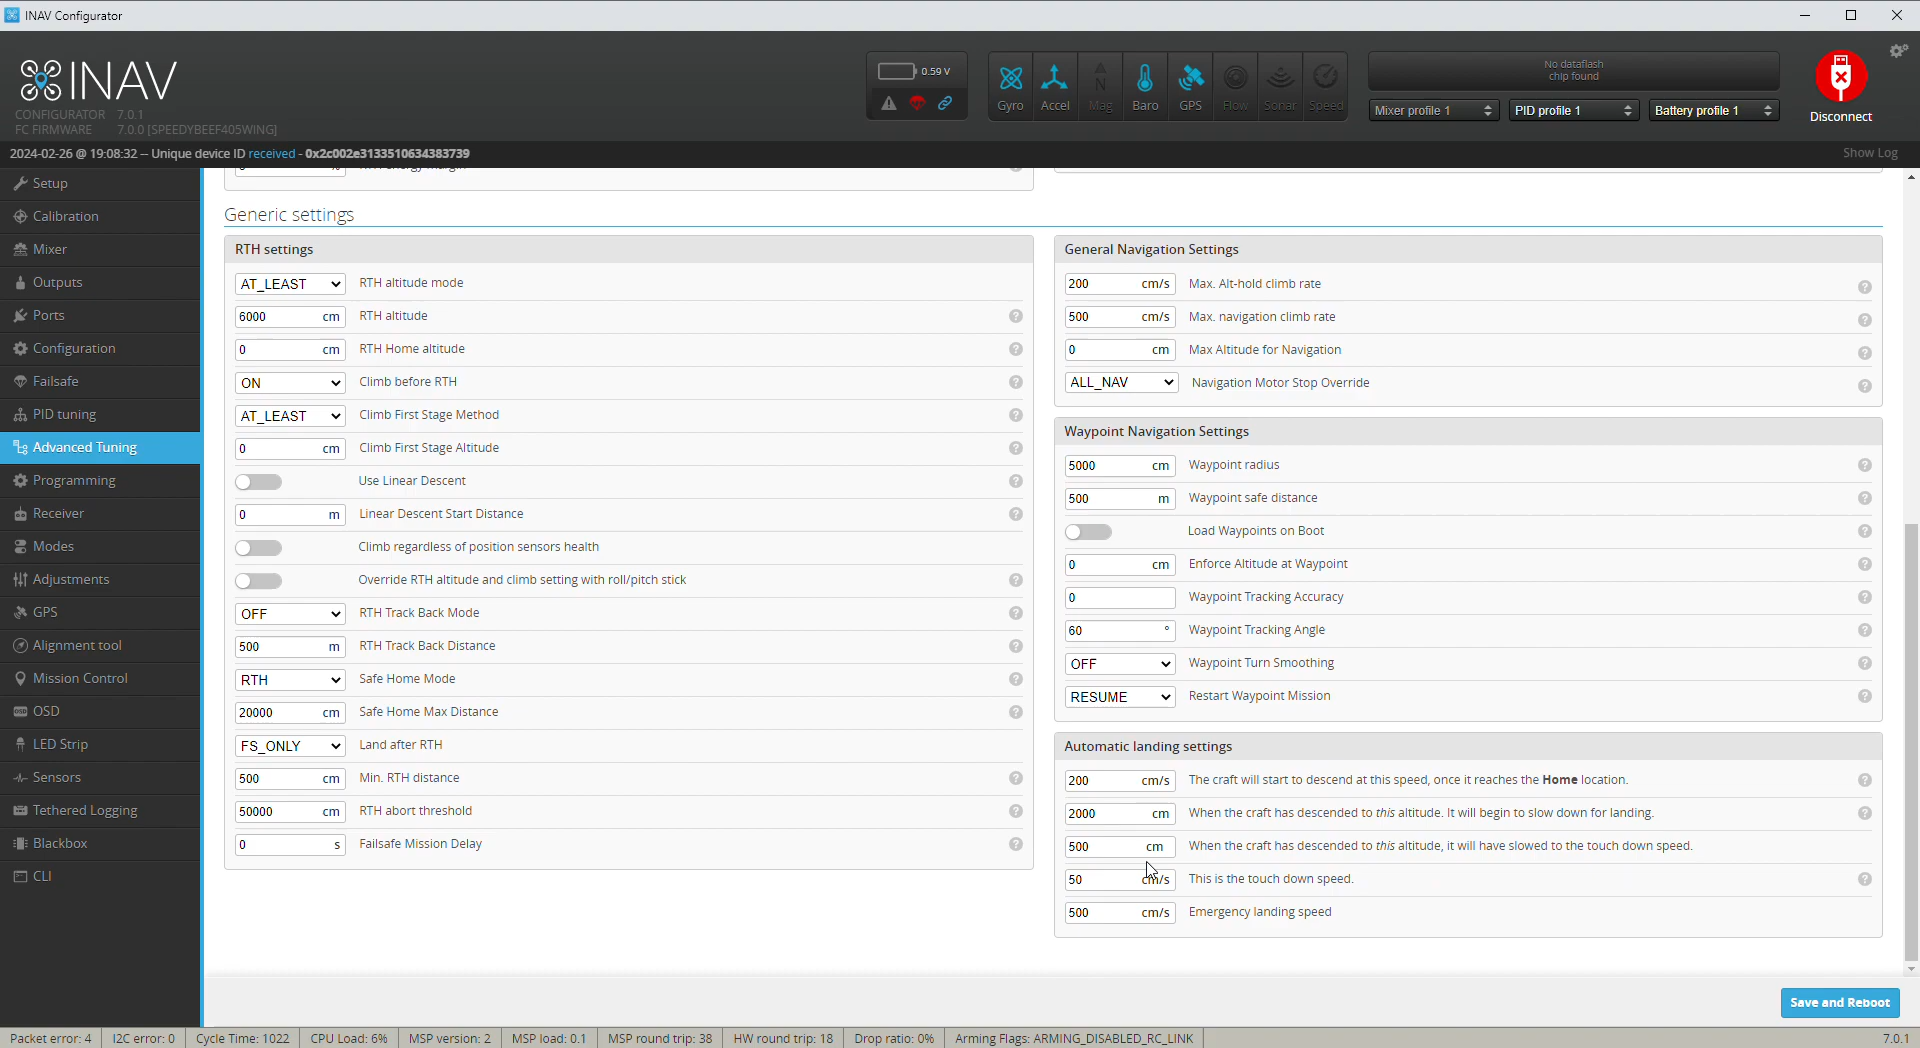 INAV Configurator
INAV
CONFIGURATOR 7.0.1
FC FIRMWARE 7.0.0 [SPEEDYBEEF405WING]
0.59 V
Gyro
Accel
Mag
Baro
GPS
Flow
Sonar
Speed
No dataflash
chip found
Mixer profile 1
PID profile 1
Battery profile 1
Disconnect
2024-02-26 @ 19:08:32 -- Unique device ID received - 0x2c002e3133510634383739
Show Log
Setup
Calibration
Mixer
Outputs
Ports
Configuration
Failsafe
PID tuning
Advanced Tuning
Programming
Receiver
Modes
Adjustments
GPS
Alignment tool
Mission Control
OSD
LED Strip
Sensors
Tethered Logging
Blackbox
CLI
Generic settings
RTH settings
AT_LEAST RTH altitude mode
6000 cm RTH altitude
0 cm RTH Home altitude
ON Climb before RTH
AT_LEAST Climb First Stage Method
0 cm Climb First Stage Altitude
Use Linear Descent
0 m Linear Descent Start Distance
Climb regardless of position sensors health
Override RTH altitude and climb setting with roll/pitch stick
OFF RTH Track Back Mode
500 m RTH Track Back Distance
RTH Safe Home Mode
20000 cm Safe Home Max Distance
FS_ONLY Land after RTH
500 cm Min. RTH distance
50000 cm RTH abort threshold
0 s Failsafe Mission Delay
General Navigation Settings
200 cm/s Max. Alt-hold climb rate
500 cm/s Max. navigation climb rate
0 cm Max Altitude for Navigation
ALL_NAV Navigation Motor Stop Override
Waypoint Navigation Settings
5000 cm Waypoint radius
500 m Waypoint safe distance
Load Waypoints on Boot
0 cm Enforce Altitude at Waypoint
0 Waypoint Tracking Accuracy
60 ° Waypoint Tracking Angle
OFF Waypoint Turn Smoothing
RESUME Restart Waypoint Mission
Automatic landing settings
200 cm/s The craft will start to descend at this speed, once it reaches the Home location.
2000 cm When the craft has descended to this altitude. It will begin to slow down for landing.
500 cm When the craft has descended to this altitude, it will have slowed to the touch down speed.
50 cm/s This is the touch down speed.
500 cm/s Emergency landing speed
Save and Reboot
Packet error: 4
I2C error: 0
Cycle Time: 1022
CPU Load: 6%
MSP version: 2
MSP load: 0.1
MSP round trip: 38
HW round trip: 18
Drop ratio: 0%
Arming Flags: ARMING_DISABLED_RC_LINK
7.0.1